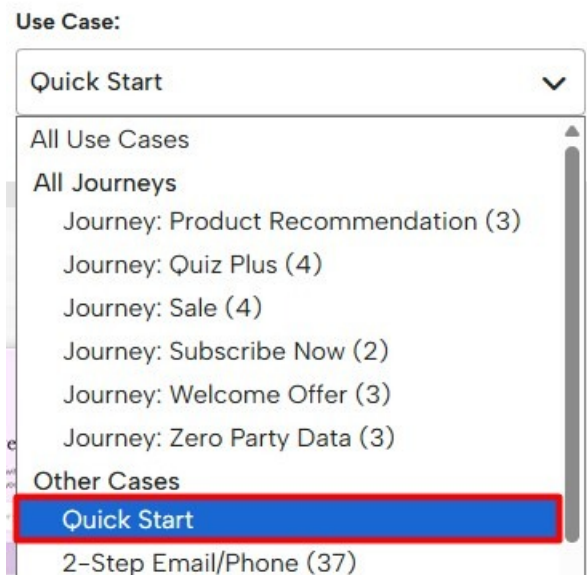 Use Case:
Quick Start
All Use Cases
All Journeys
Journey: Product Recommendation (3)
Journey: Quiz Plus (4)
Journey: Sale (4)
Journey: Subscribe Now (2)
Journey: Welcome Offer (3)
Journey: Zero Party Data (3)
Other Cases
Quick Start
2-Step Email/Phone (37)